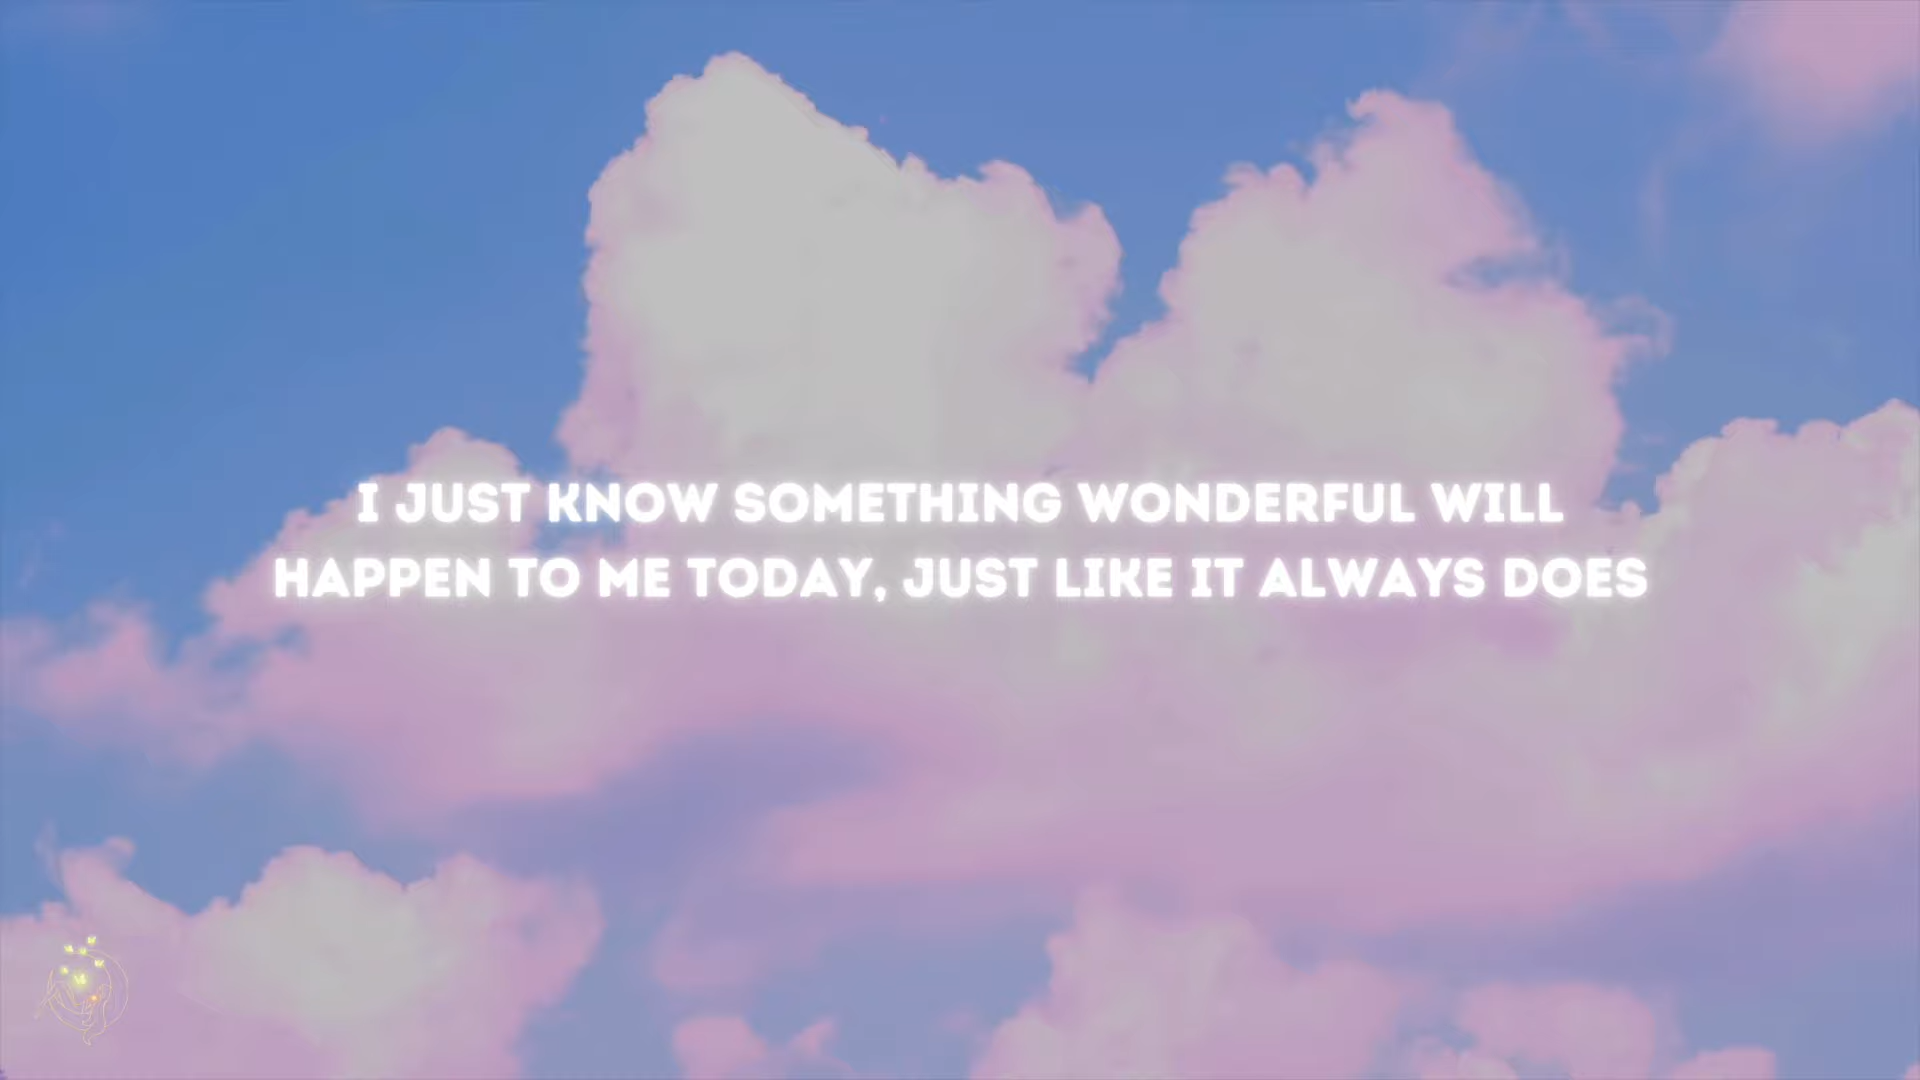 I JUST KNOW SOMETHING WONDERFUL WILL
HAPPEN TO ME TODAY, JUST LIKE IT ALWAYS DOES